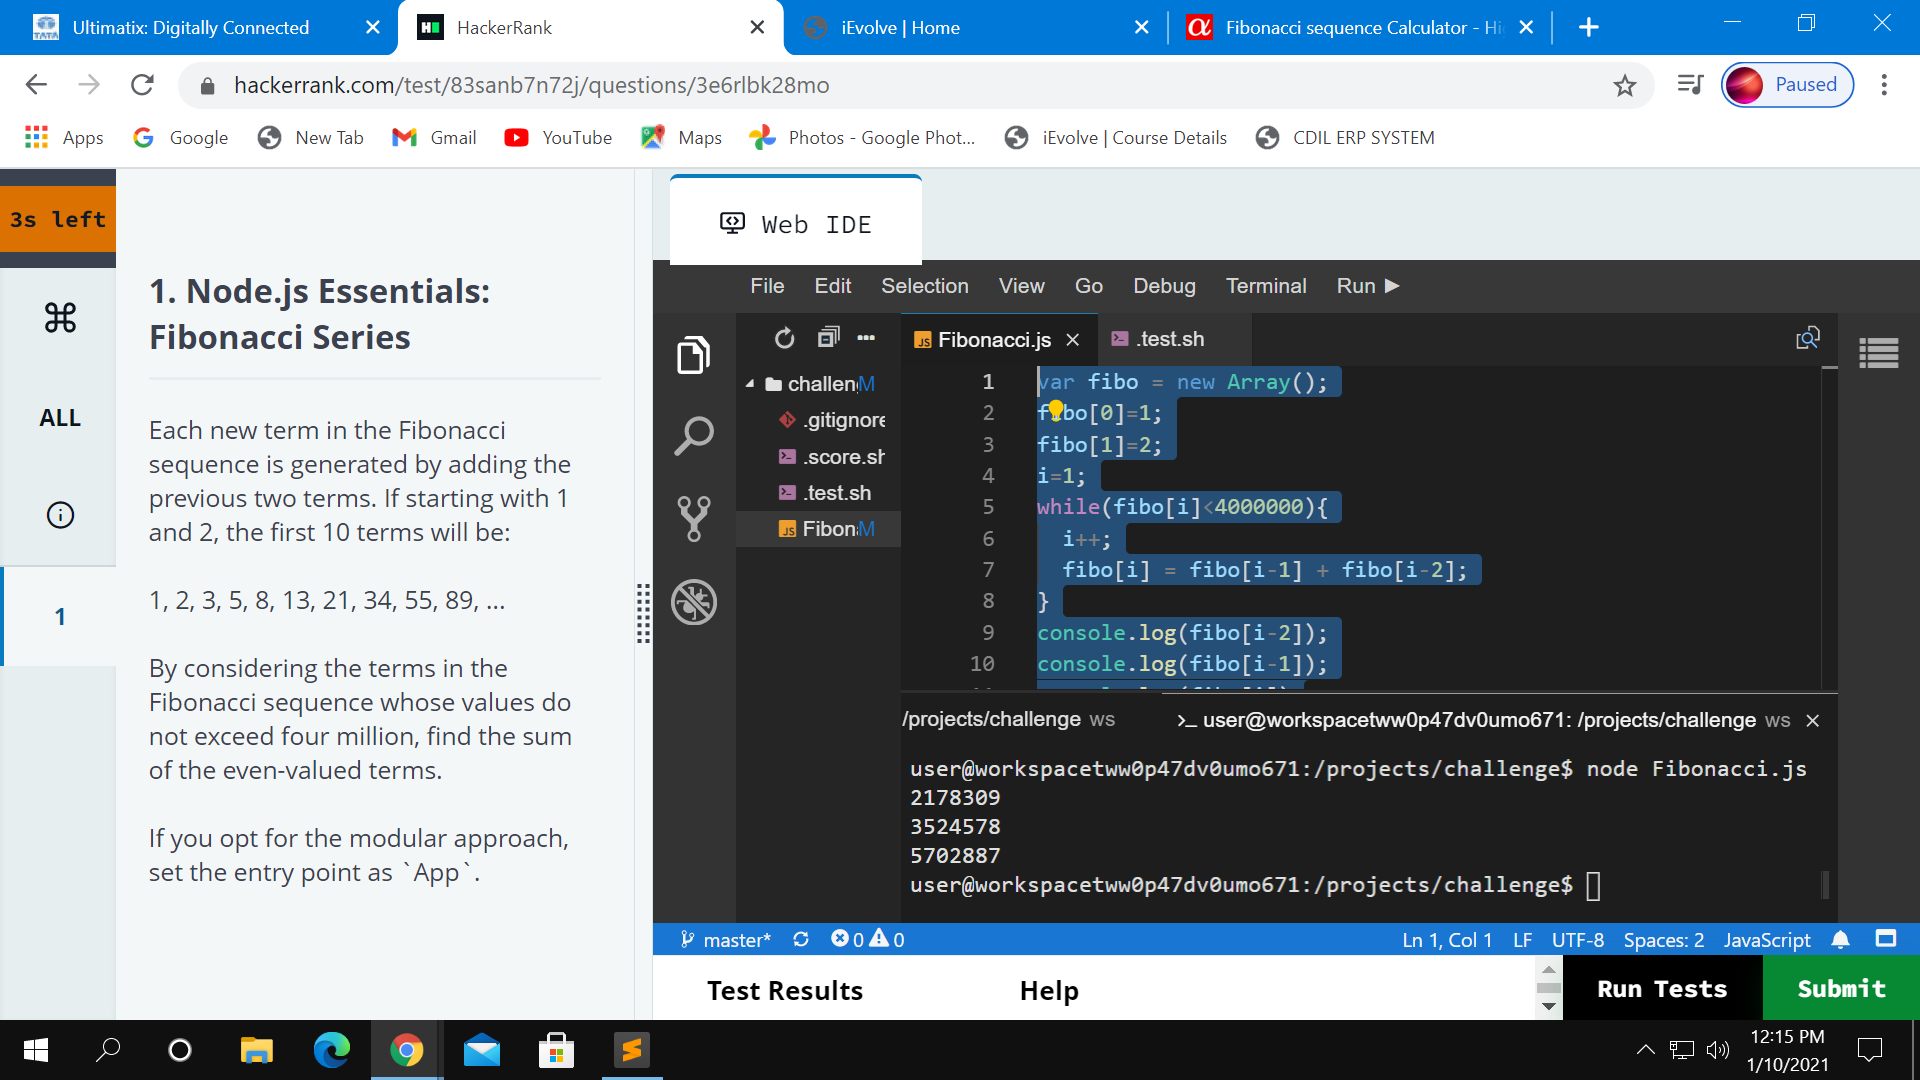 Ultimatix: Digitally Connected
HackerRank
iEvolve | Home
Fibonacci sequence Calculator - Hi
hackerrank.com/test/83sanb7n72j/questions/3e6rlbk28mo
Paused
Apps
Google
New Tab
Gmail
YouTube
Maps
Photos - Google Phot...
iEvolve | Course Details
CDIL ERP SYSTEM
3s left
ALL
1
1. Node.js Essentials:
Fibonacci Series
Each new term in the Fibonacci
sequence is generated by adding the
previous two terms. If starting with 1
and 2, the first 10 terms will be:
1, 2, 3, 5, 8, 13, 21, 34, 55, 89, ...
By considering the terms in the
Fibonacci sequence whose values do
not exceed four million, find the sum
of the even-valued terms.
If you opt for the modular approach,
set the entry point as `App`.
Web IDE
File Edit Selection View Go Debug Terminal Run
challen M
.gitignore
.score.sh
.test.sh
Fibon M
Fibonacci.js
.test.sh
1 var fibo = new Array();
2 fibo[0]=1;
3 fibo[1]=2;
4 i=1;
5 while(fibo[i]<4000000){
6 i++;
7 fibo[i] = fibo[i-1] + fibo[i-2];
8 }
9 console.log(fibo[i-2]);
10 console.log(fibo[i-1]);
/projects/challenge ws
>_ user@workspacetww0p47dv0umo671: /projects/challenge ws
user@workspacetww0p47dv0umo671:/projects/challenge$ node Fibonacci.js
2178309
3524578
5702887
user@workspacetww0p47dv0umo671:/projects/challenge$
master* 0 0
Ln 1, Col 1 LF UTF-8 Spaces: 2 JavaScript
Test Results
Help
Run Tests
Submit
12:15 PM
1/10/2021